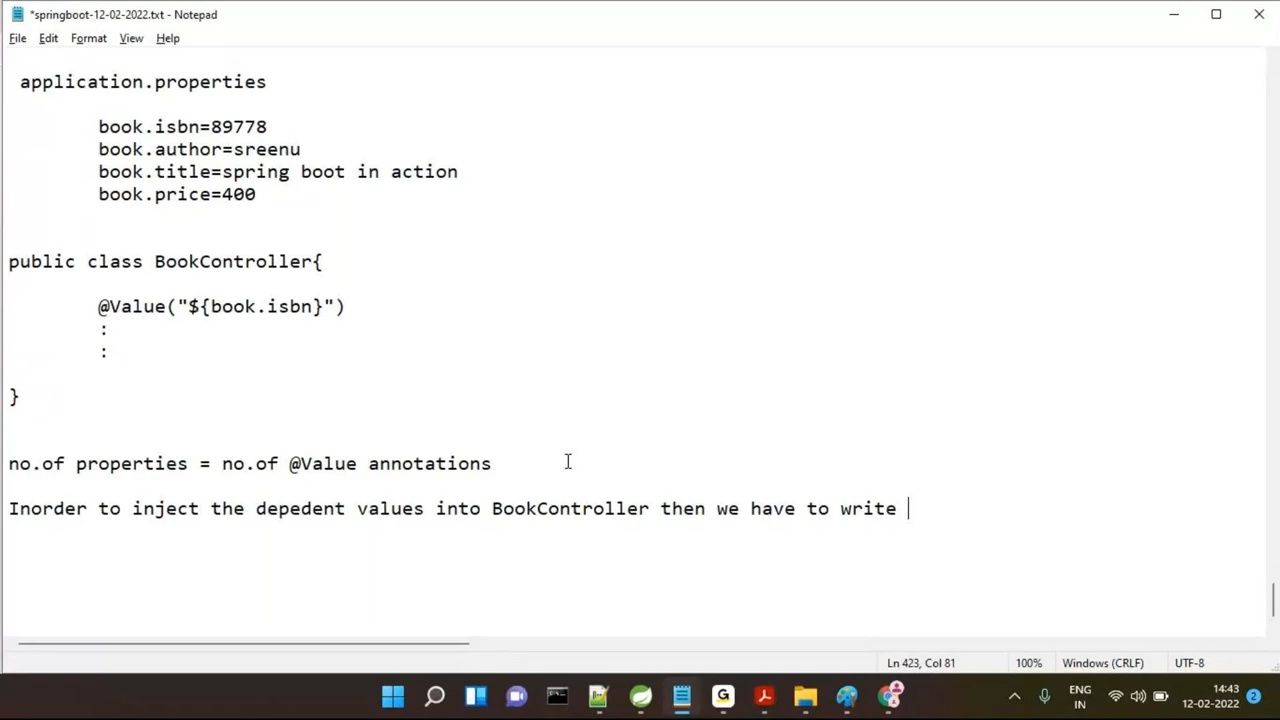 *springboot-12-02-2022.txt - Notepad
File Edit Format View Help
application.properties
book.isbn=89778
book.author=sreenu
book.title=spring boot in action
book.price=400
public class BookController{
@Value("${book.isbn}")
:
:
}
no.of properties = no.of @Value annotations
Inorder to inject the depedent values into BookController then we have to write
Ln 423, Col 81 100% Windows (CRLF) UTF-8
ENG 14:43
IN 12-02-2022 2